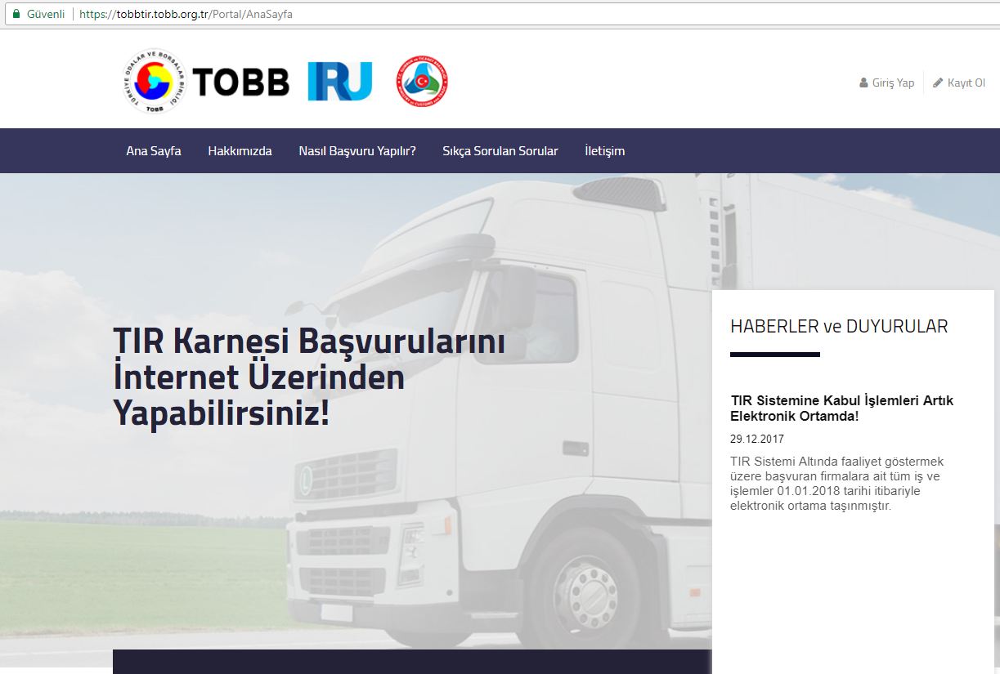 Güvenli https://tobbtir.tobb.org.tr/Portal/AnaSayfa
TÜRKİYE ODALAR VE BORSALAR BİRLİĞİ
TOBB
TOBB
IRU
Giriş Yap
Kayıt Ol
Ana Sayfa Hakkımızda Nasıl Başvuru Yapılır? Sıkça Sorulan Sorular İletişim
TIR Karnesi Başvurularını
İnternet Üzerinden
Yapabilirsiniz!
HABERLER ve DUYURULAR
TIR Sistemine Kabul İşlemleri Artık
Elektronik Ortamda!
29.12.2017
TIR Sistemi Altında faaliyet göstermek
üzere başvuran firmalara ait tüm iş ve
işlemler 01.01.2018 tarihi itibariyle
elektronik ortama taşınmıştır.